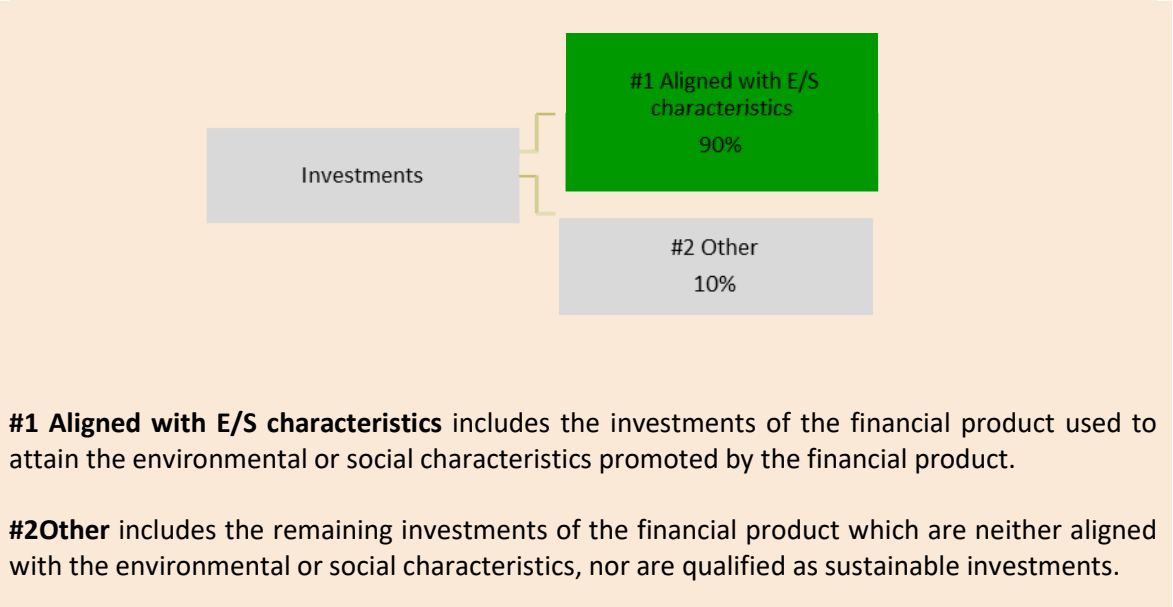 #1 Aligned with E/S
characteristics
90%
Investments
#2 Other
10%
#1 Aligned with E/S characteristics includes the investments of the financial product used to
attain the environmental or social characteristics promoted by the financial product.
#2Other includes the remaining investments of the financial product which are neither aligned
with the environmental or social characteristics, nor are qualified as sustainable investments.